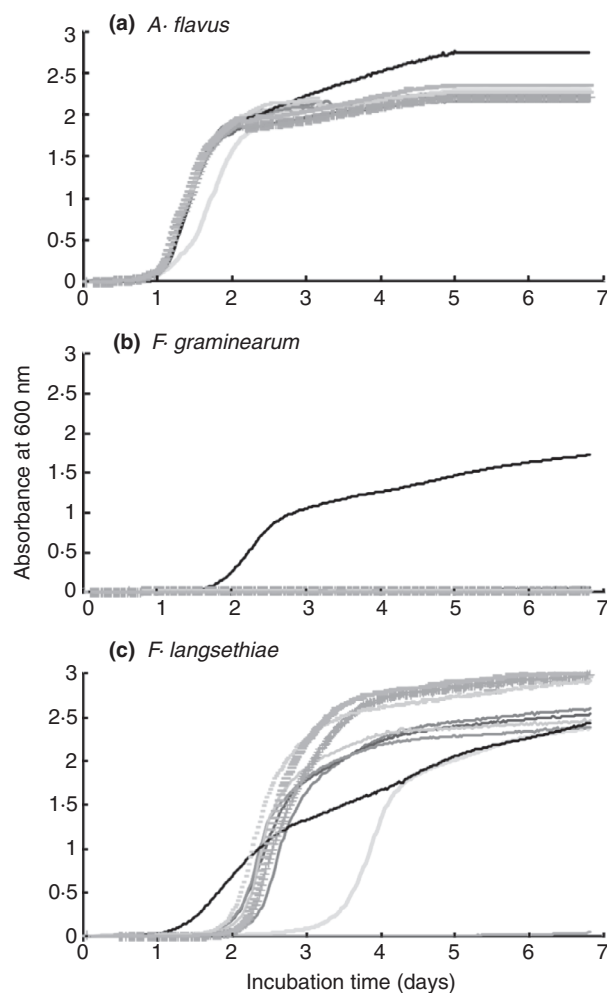 (a) A· flavus
3
2·5
2
1·5
1
0·5
0
0 1 2 3 4 5 6 7
(b) F· graminearum
3
2·5
2
1·5
1
0·5
0
0 1 2 3 4 5 6 7
Absorbance at 600 nm
(c) F· langsethiae
3
2·5
2
1·5
1
0·5
0
0 1 2 3 4 5 6 7
Incubation time (days)